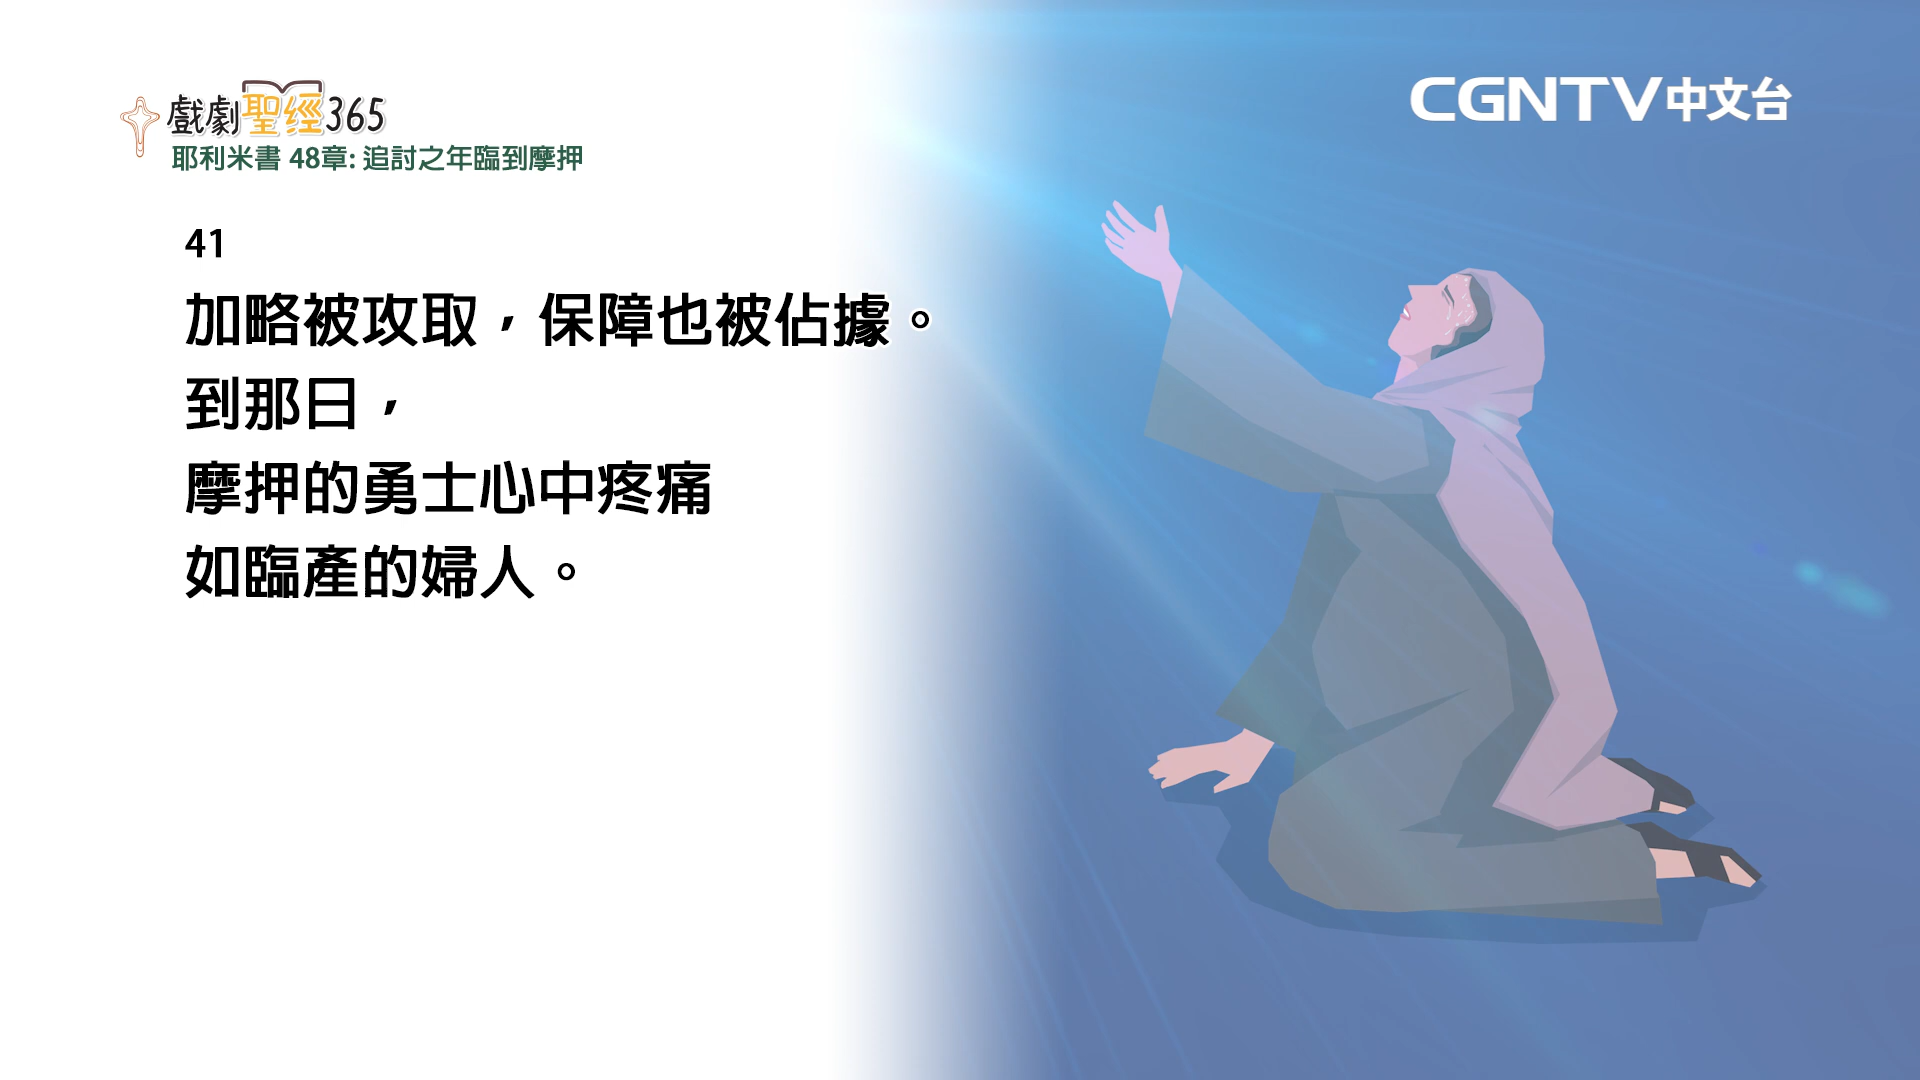 戲劇聖經365
CGNTV中文台
耶利米書 48章: 追討之年臨到摩押
41
加略被攻取，保障也被佔據。
到那日，
摩押的勇士心中疼痛
如臨產的婦人。